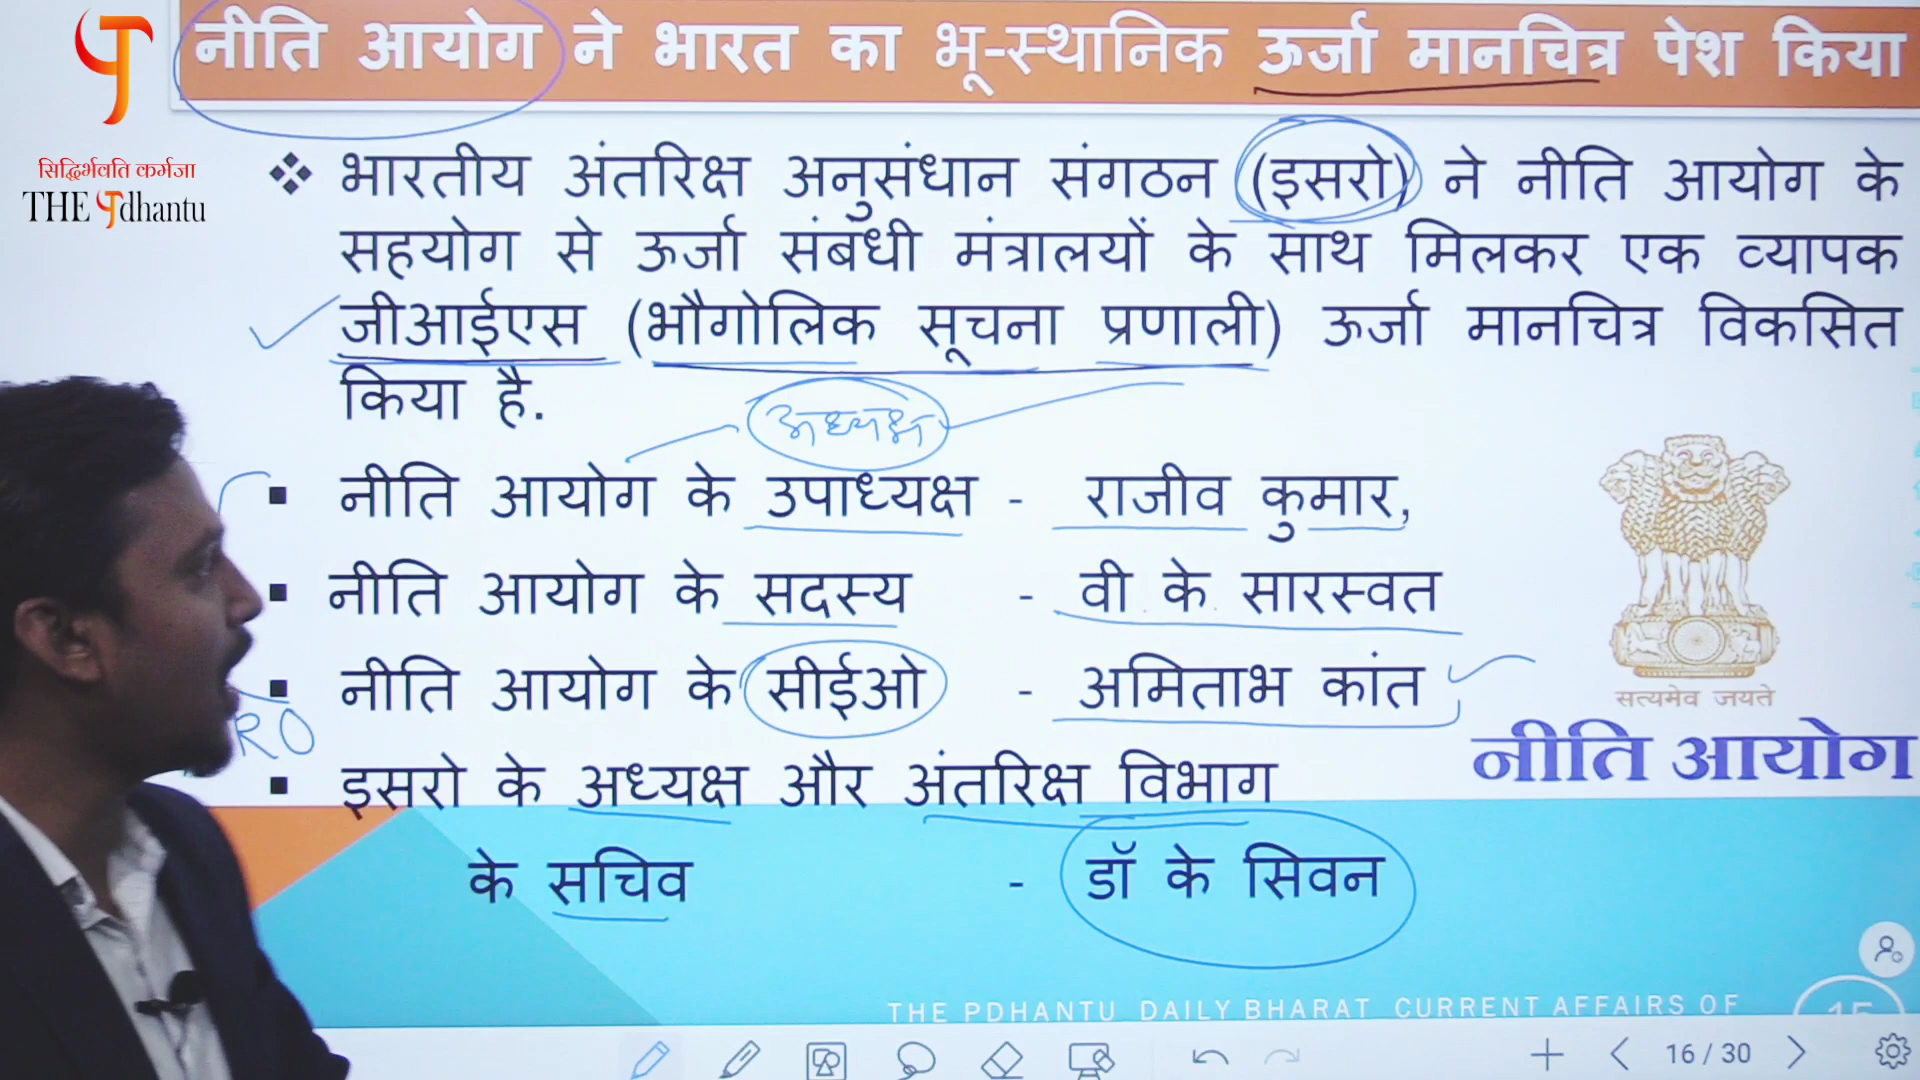 नीति आयोग ने भारत का भू-स्थानिक ऊर्जा मानचित्र पेश किया
सिद्धिर्भवति कर्मजा
THE Pdhantu
❖ भारतीय अंतरिक्ष अनुसंधान संगठन (इसरो) ने नीति आयोग के
सहयोग से ऊर्जा संबंधी मंत्रालयों के साथ मिलकर एक व्यापक
जीआईएस (भौगोलिक सूचना प्रणाली) ऊर्जा मानचित्र विकसित
किया है.
अध्यक्ष
▪ नीति आयोग के उपाध्यक्ष - राजीव कुमार,
▪ नीति आयोग के सदस्य - वी के सारस्वत
▪ नीति आयोग के सीईओ - अमिताभ कांत
RO
▪ इसरो के अध्यक्ष और अंतरिक्ष विभाग
के सचिव - डॉ के सिवन
सत्यमेव जयते
नीति आयोग
THE PDHANTU DAILY BHARAT CURRENT AFFAIRS OF
15
16 / 30